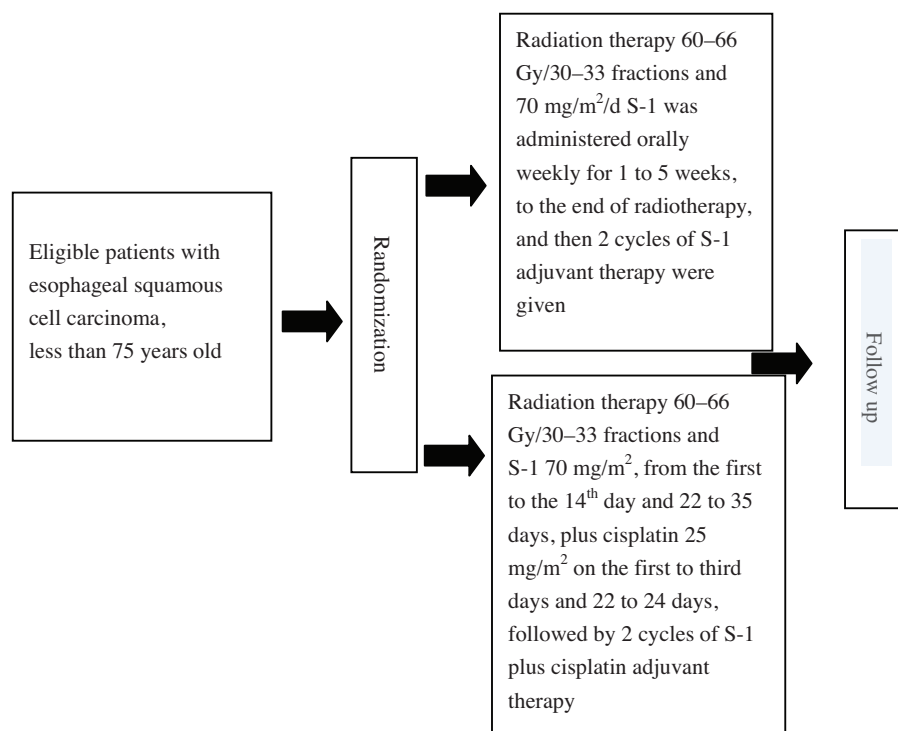 Eligible patients with
esophageal squamous
cell carcinoma,
less than 75 years old
Randomization
Radiation therapy 60–66
Gy/30–33 fractions and
70 mg/m²/d S-1 was
administered orally
weekly for 1 to 5 weeks,
to the end of radiotherapy,
and then 2 cycles of S-1
adjuvant therapy were
given
Radiation therapy 60–66
Gy/30–33 fractions and
S-1 70 mg/m², from the first
to the 14th day and 22 to 35
days, plus cisplatin 25
mg/m² on the first to third
days and 22 to 24 days,
followed by 2 cycles of S-1
plus cisplatin adjuvant
therapy
Follow up